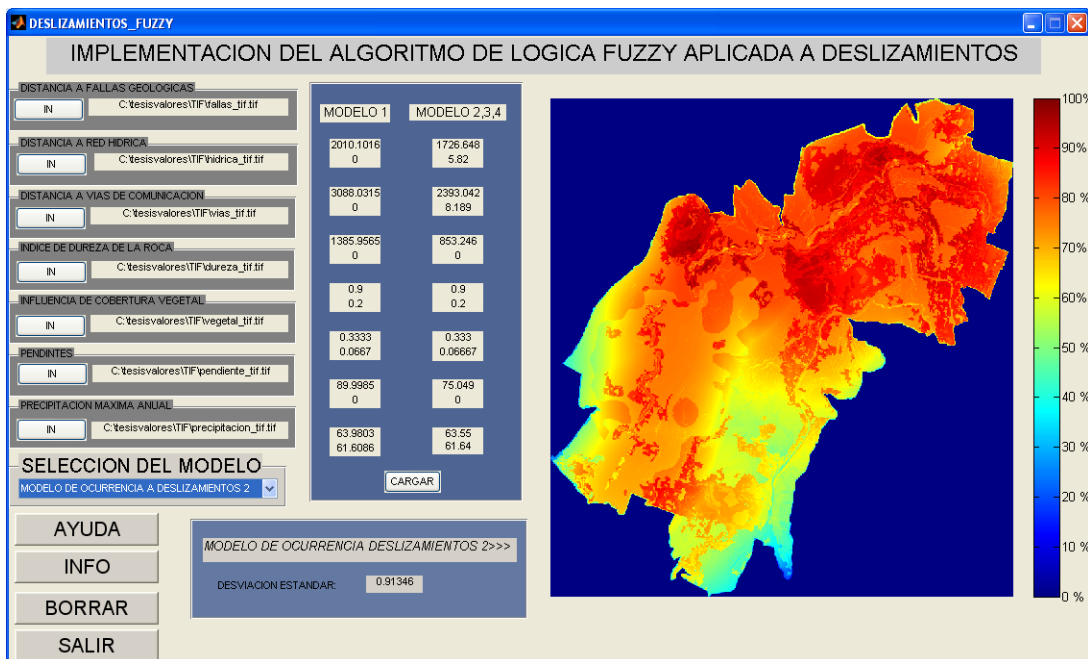 DESLIZAMIENTOS_FUZZY
IMPLEMENTACION DEL ALGORITMO DE LOGICA FUZZY APLICADA A DESLIZAMIENTOS
DISTANCIA A FALLAS GEOLOGICAS
IN C:\tesisvalores\TIF\fallas_tif.tif
DISTANCIA A RED HIDRICA
IN C:\tesisvalores\TIF\hidrica_tif.tif
DISTANCIA A VIAS DE COMUNICACION
IN C:\tesisvalores\TIF\vias_tif.tif
INDICE DE DUREZA DE LA ROCA
IN C:\tesisvalores\TIF\dureza_tif.tif
INFLUENCIA DE COBERTURA VEGETAL
IN C:\tesisvalores\TIF\vegetal_tif.tif
PENDINTES
IN C:\tesisvalores\TIF\pendiente_tif.tif
PRECIPITACION MAXIMA ANUAL
IN C:\tesisvalores\TIF\precipitacion_tif.tif
SELECCION DEL MODELO
MODELO DE OCURRENCIA A DESLIZAMIENTOS 2
AYUDA
INFO
BORRAR
SALIR
MODELO 1 MODELO 2,3,4
2010.1016 1726.648
0 5.82
3088.0315 2393.042
0 8.189
1385.9565 853.246
0 0
0.9 0.9
0.2 0.2
0.3333 0.333
0.0667 0.06667
89.9985 75.049
0 0
63.9803 63.55
61.6086 61.64
CARGAR
MODELO DE OCURRENCIA DESLIZAMIENTOS 2>>>
DESVIACION ESTANDAR: 0.91346
100%
90%
80%
70%
60%
50 %
40 %
30 %
20 %
10 %
0 %